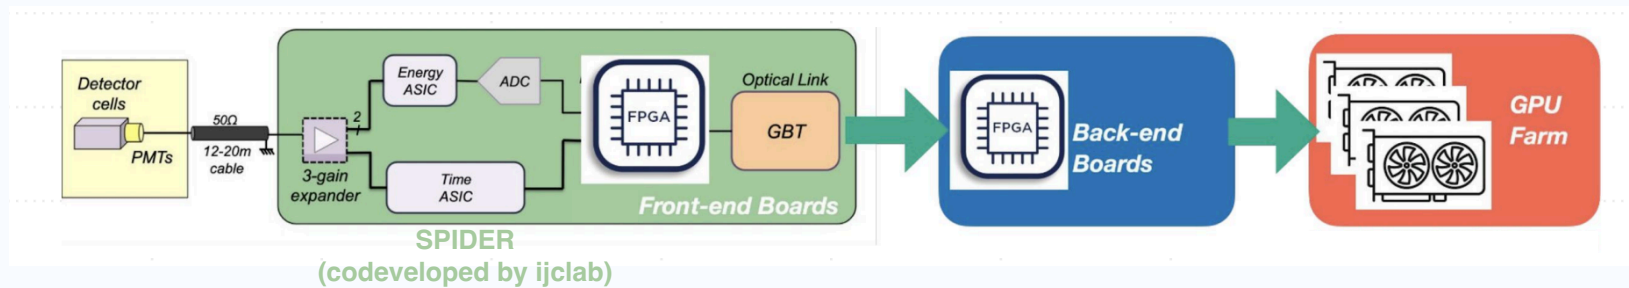 Detector
cells
PMTs
50Ω
12-20m
cable
3-gain
expander
2
Energy
ASIC
ADC
Time
ASIC
FPGA
Optical Link
GBT
Front-end Boards
SPIDER
(codeveloped by ijclab)
FPGA
Back-end
Boards
GPU
Farm